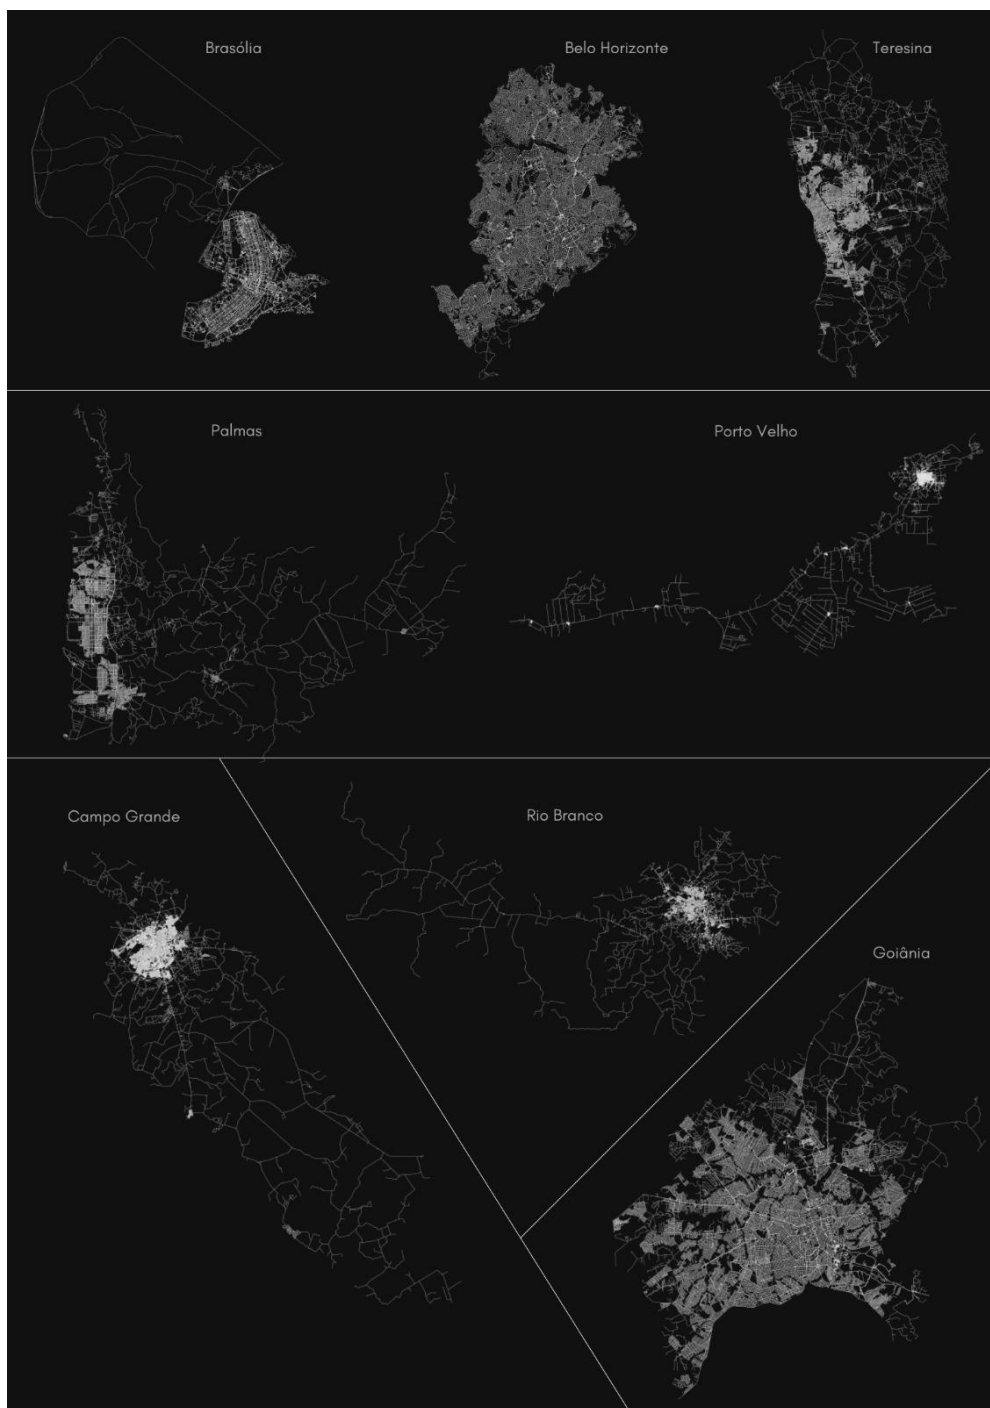 Brasólia
Belo Horizonte
Teresina
Palmas
Porto Velho
Campo Grande
Rio Branco
Goiânia